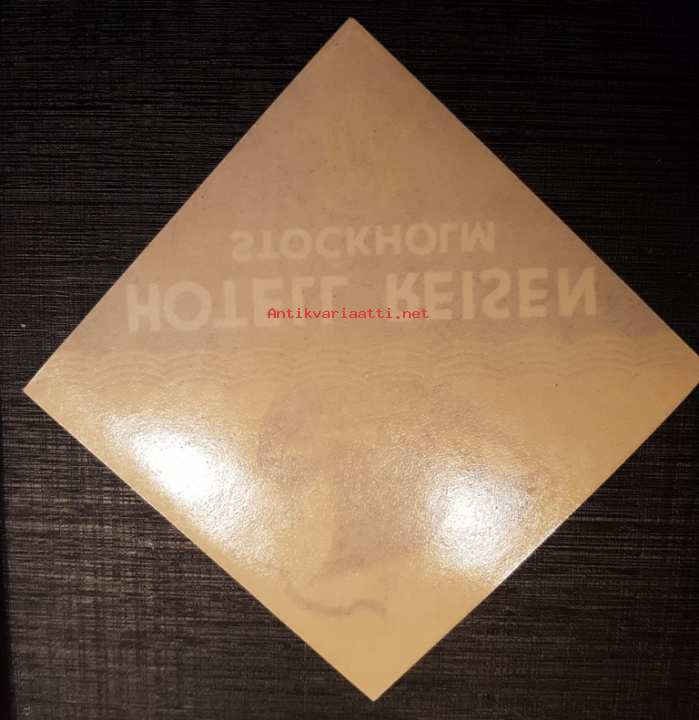 STOCKHOLM
HOTELL REISEN
Antikvariaatti.net